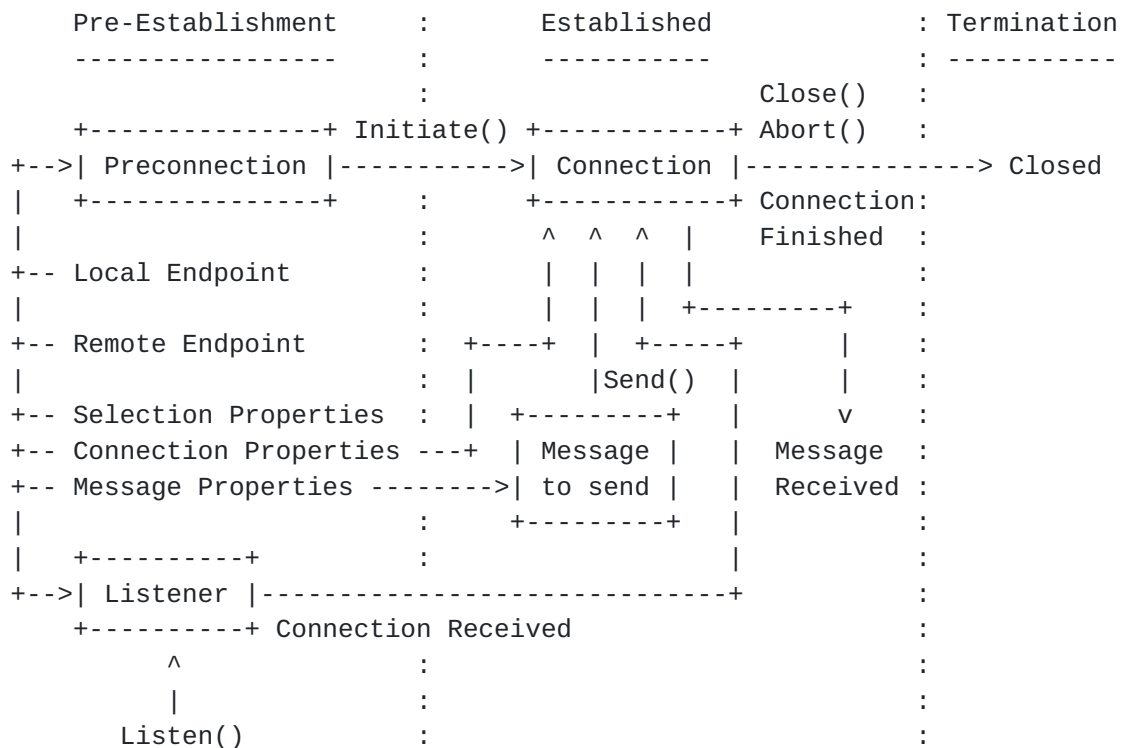 Pre-Establishment     :       Established             : Termination
    -----------------     :       -----------             : -----------
                          :                     Close()   :
    +---------------+ Initiate() +------------+ Abort()   :
+-->| Preconnection |----------->| Connection |---------------> Closed
|   +---------------+     :      +------------+ Connection:
|                         :       ^  ^  ^  |    Finished  :
+-- Local Endpoint        :       |  |  |  |              :
|                         :       |  |  |  +---------+    :
+-- Remote Endpoint       :  +----+  |  +-----+      |    :
|                         :  |       |Send()  |      |    :
+-- Selection Properties  :  |  +---------+   |      v    :
+-- Connection Properties ---+  | Message |   |  Message  :
+-- Message Properties -------->| to send |   |  Received :
|                         :     +---------+   |           :
|   +----------+          :                   |           :
+-->| Listener |------------------------------+           :
    +----------+ Connection Received                      :
          ^               :                               :
          |               :                               :
       Listen()           :                               :